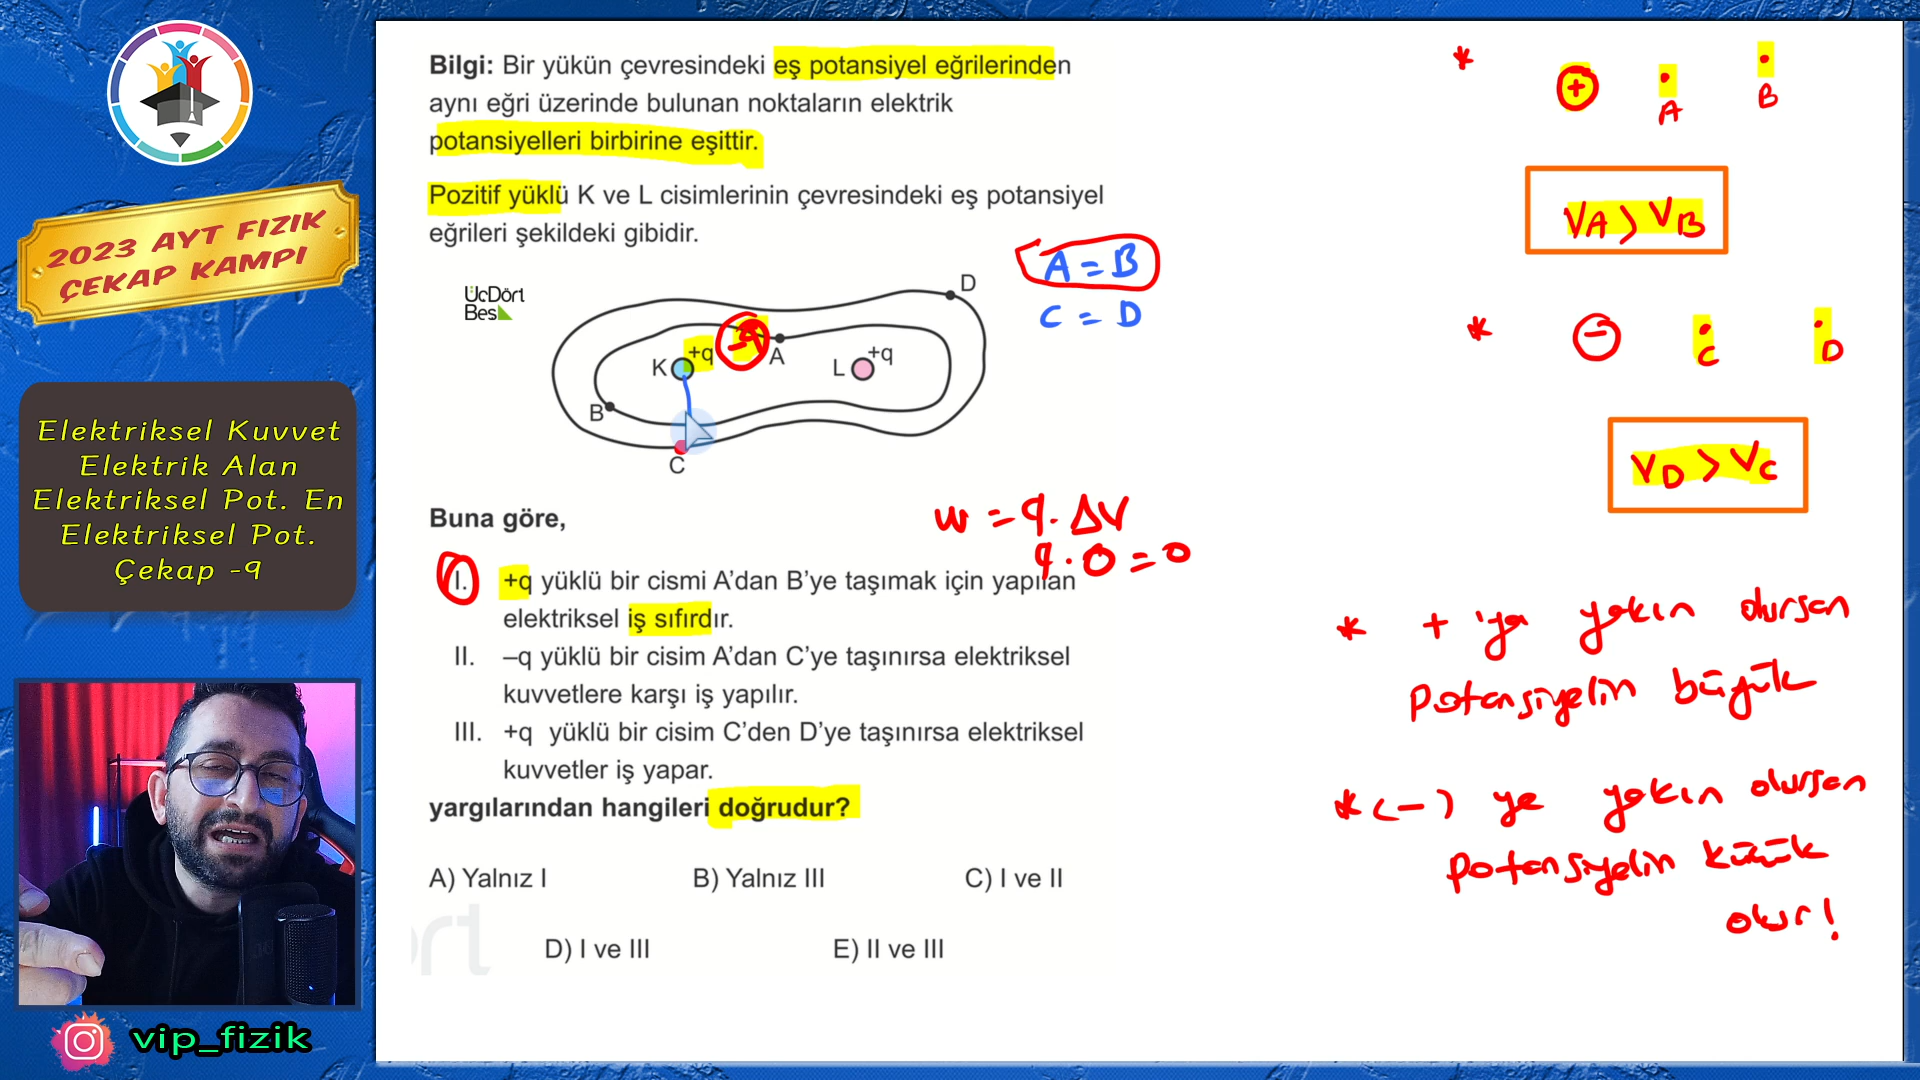 2023 AYT FIZIK
ÇEKAP KAMPI
Elektriksel Kuvvet
Elektrik Alan
Elektriksel Pot. En
Elektriksel Pot.
Çekap -9
vip_fizik
Bilgi: Bir yükün çevresindeki eş potansiyel eğrilerinden
aynı eğri üzerinde bulunan noktaların elektrik
potansiyelleri birbirine eşittir.
Pozitif yüklü K ve L cisimlerinin çevresindeki eş potansiyel
eğrileri şekildeki gibidir.
A = B
C = D
ÜçDört
Beş
D
K +q
-q
A
L +q
B
C
Buna göre,
W = q. ΔV
q. 0 = 0
I. +q yüklü bir cismi A’dan B’ye taşımak için yapılan
elektriksel iş sıfırdır.
II. –q yüklü bir cisim A’dan C’ye taşınırsa elektriksel
kuvvetlere karşı iş yapılır.
III. +q yüklü bir cisim C’den D’ye taşınırsa elektriksel
kuvvetler iş yapar.
yargılarından hangileri doğrudur?
A) Yalnız I B) Yalnız III C) I ve II
D) I ve III E) II ve III
* + A B
VA > VB
* - C D
VD > VC
* + 'ya yakın olursan
Potansiyelin büyük
* (-) ye yakın olursan
Potansiyelin küçük
olur!